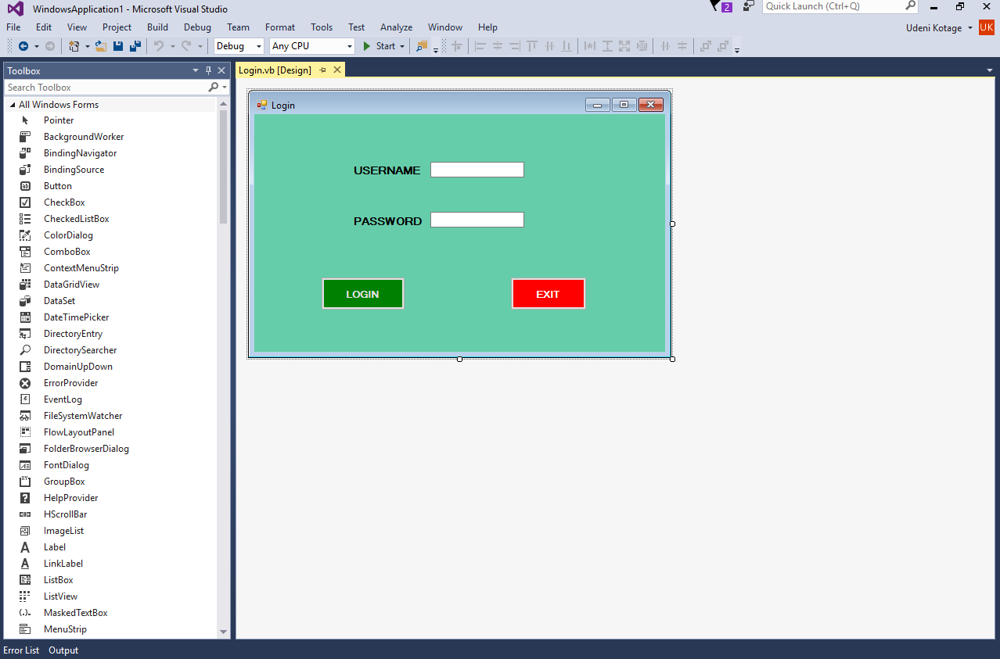 WindowsApplication1 - Microsoft Visual Studio
2
Quick Launch (Ctrl+Q)
File Edit View Project Build Debug Team Format Tools Test Analyze Window Help
Udeni Kotage UK
Debug Any CPU Start
Toolbox
Login.vb [Design]
Search Toolbox
All Windows Forms
Pointer
BackgroundWorker
BindingNavigator
BindingSource
Button
CheckBox
CheckedListBox
ColorDialog
ComboBox
ContextMenuStrip
DataGridView
DataSet
DateTimePicker
DirectoryEntry
DirectorySearcher
DomainUpDown
ErrorProvider
EventLog
FileSystemWatcher
FlowLayoutPanel
FolderBrowserDialog
FontDialog
GroupBox
HelpProvider
HScrollBar
ImageList
Label
LinkLabel
ListBox
ListView
MaskedTextBox
MenuStrip
Login
USERNAME
PASSWORD
LOGIN EXIT
Error List Output